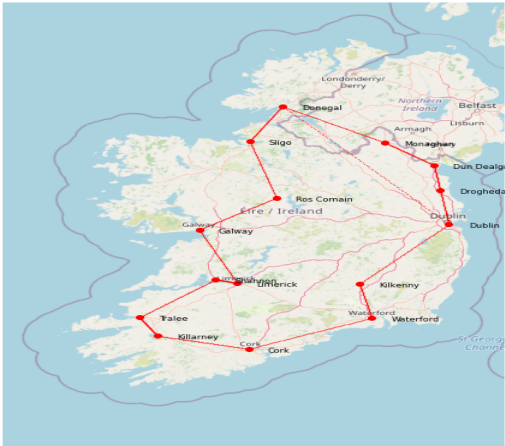 Londonderry/
Derry
Northern
Ireland
Belfast
Donegal
Lisburn
Armagh
Sligo
Monaghan
Dun Dealgan
Drogheda
Ros Comain
Éire / Ireland
Dublin
Dublin
Galway
Galway
Shannon
Limerick
Kilkenny
Tralee
Waterford
Waterford
Killarney
Cork
Cork
St George
Channel